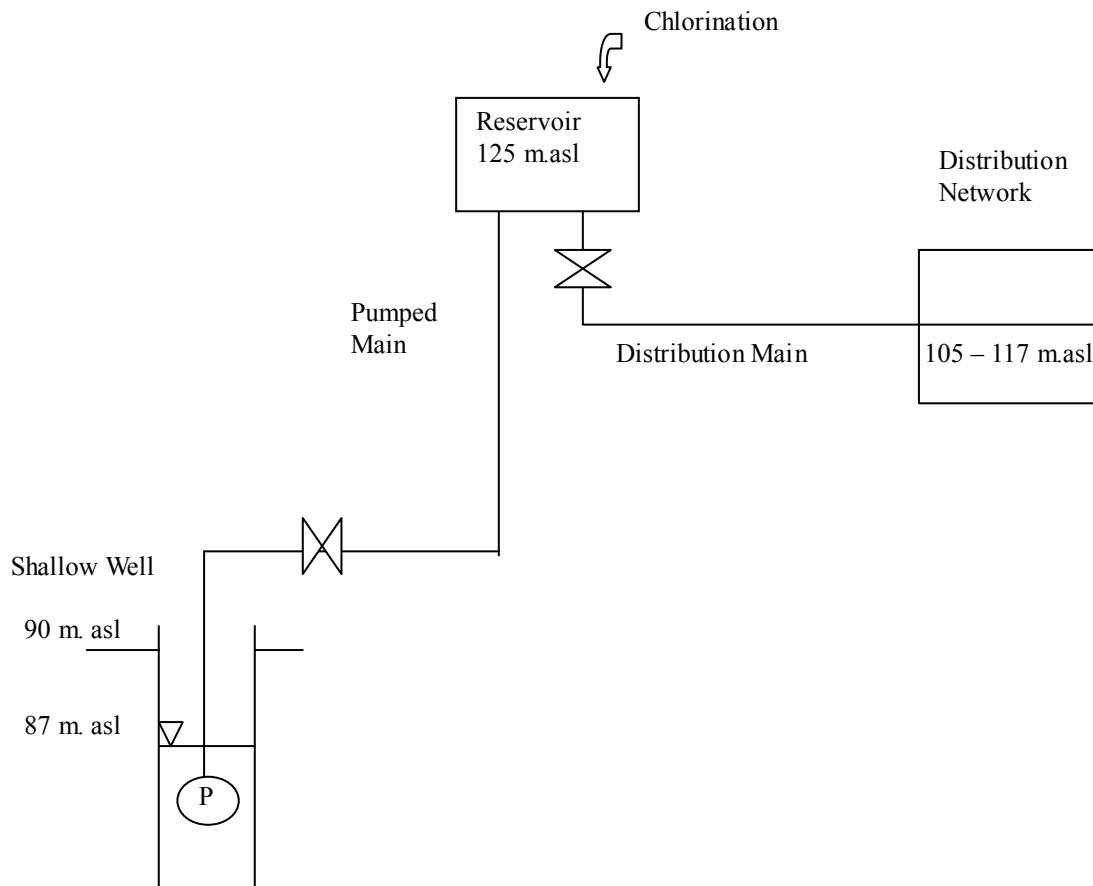 Chlorination
Reservoir
125 m.asl
Distribution
Network
Pumped
Main
Distribution Main
105 – 117 m.asl
Shallow Well
90 m. asl
87 m. asl
P